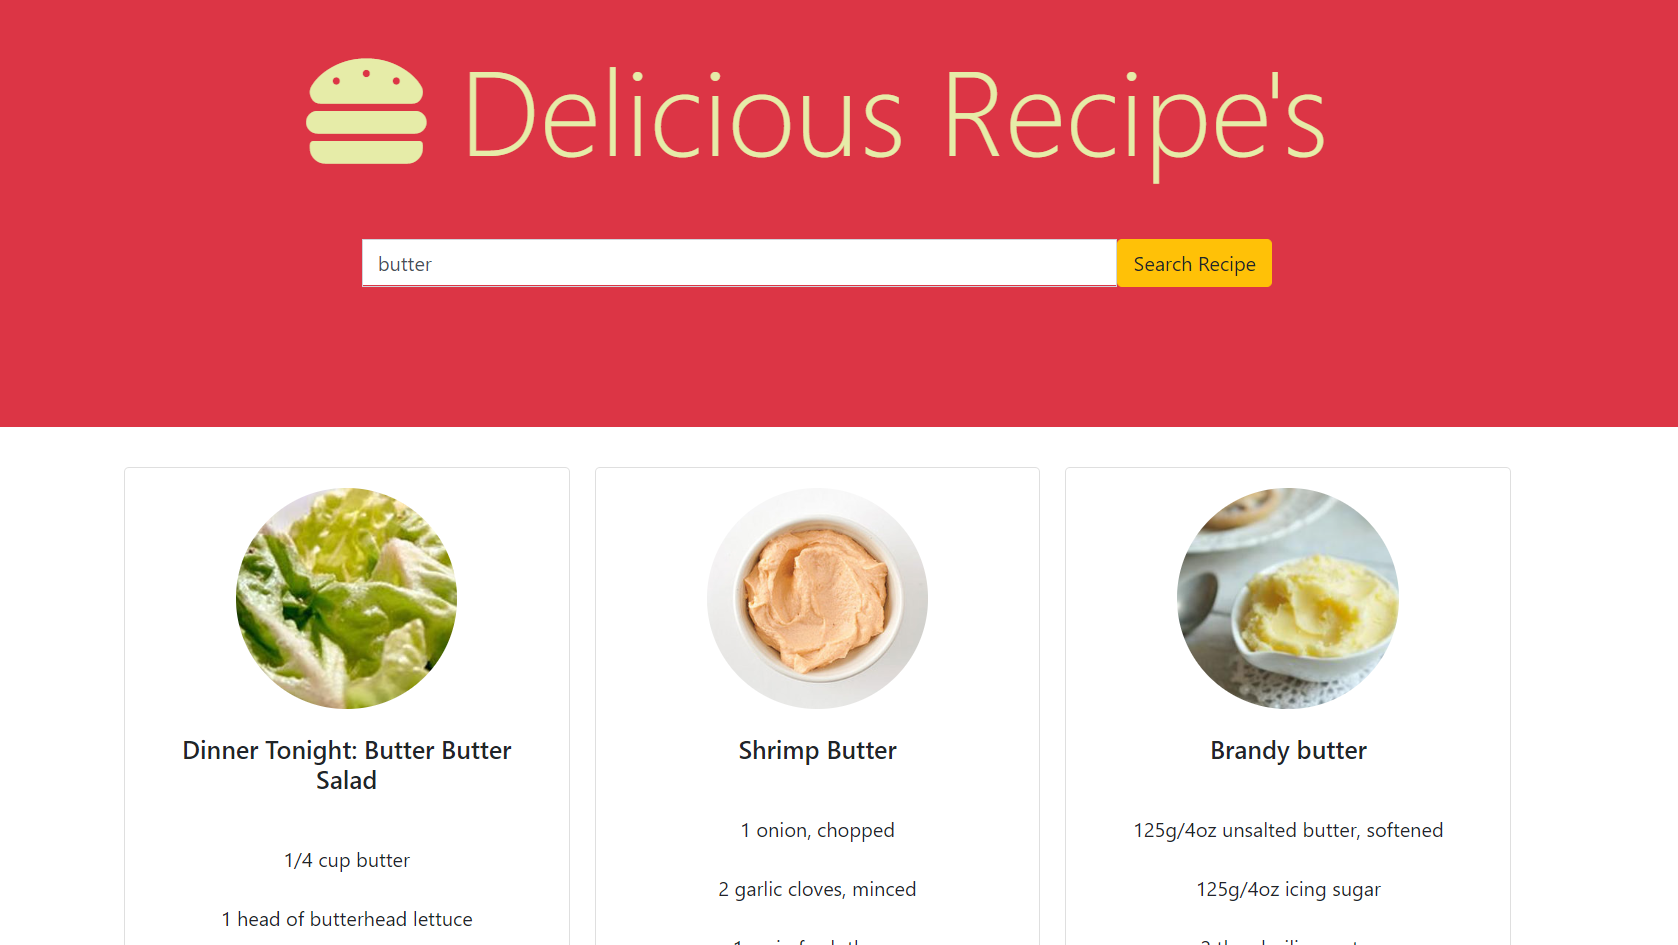 Delicious Recipe's
butter
Search Recipe
Dinner Tonight: Butter Butter
Salad
1/4 cup butter
1 head of butterhead lettuce
Shrimp Butter
1 onion, chopped
2 garlic cloves, minced
Brandy butter
125g/4oz unsalted butter, softened
125g/4oz icing sugar